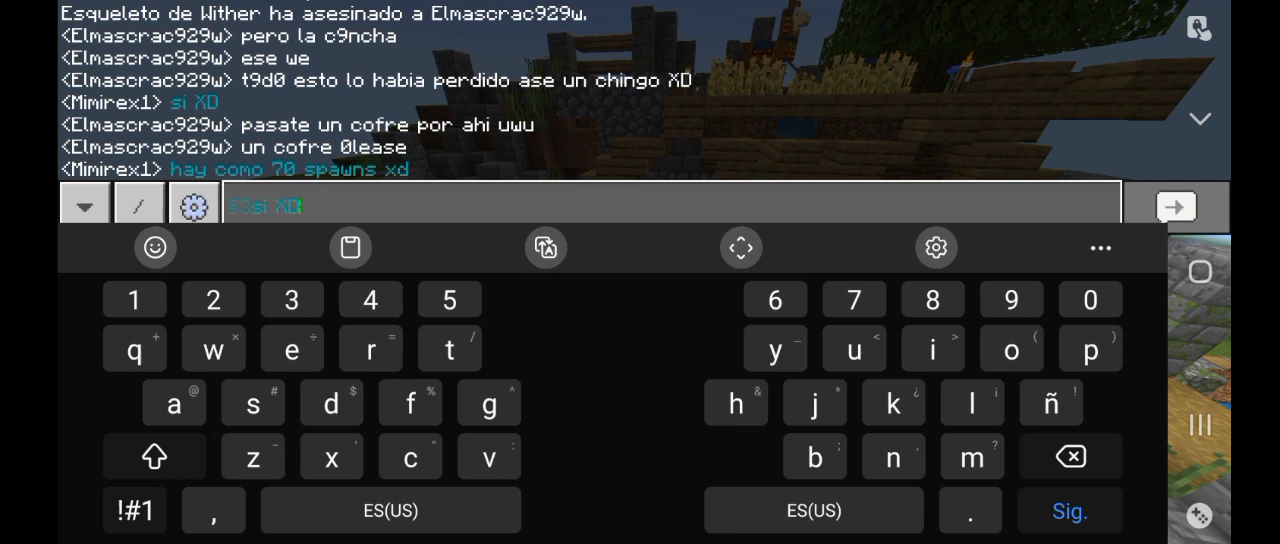 Esqueleto de Wither ha asesinado a Elmascrac929w.
<Elmascrac929w> pero la c9ncha
<Elmascrac929w> ese we
<Elmascrac929w> t9d0 esto lo habia perdido ase un chingo XD
<Mimirex1> si XD
<Elmascrac929w> pasate un cofre por ahi uwu
<Elmascrac929w> un cofre 0lease
<Mimirex1> hay como 70 spawns xd
/ §3si XD
1 2 3 4 5 6 7 8 9 0
q + w × e ÷ r = t / y _ u < i > o ( p )
a @ s # d $ f % g ^ h & j * k ¿ l ¡ ñ !
z - x ' c " v : b ; n , m ?
!#1 , ES(US) ES(US) . Sig.